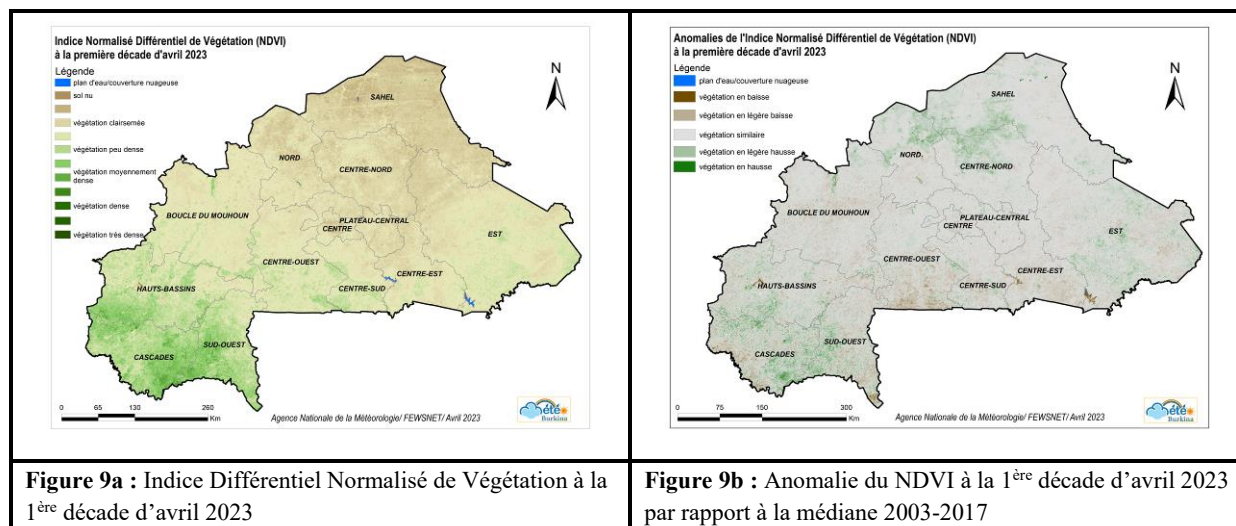 Indice Normalisé Différentiel de Végétation (NDVI)
à la première décade d'avril 2023
Légende
plan d'eau/couverture nuageuse
sol nu
végétation clairsemée
végétation peu dense
végétation moyennement
dense
végétation dense
végétation très dense
N
SAHEL
NORD
CENTRE-NORD
BOUCLE DU MOUHOUN
PLATEAU-CENTRAL
CENTRE
EST
CENTRE-OUEST
CENTRE-EST
HAUTS-BASSINS
CENTRE-SUD
SUD-OUEST
CASCADES
0 65 130 260
Km
Agence Nationale de la Météorologie/ FEWSNET/ Avril 2023
Météo
Burkina
Anomalies de l'Indice Normalisé Différentiel de Végétation (NDVI)
à la première décade d'avril 2023
Légende
plan d'eau/couverture nuageuse
végétation en baisse
végétation en légère baisse
végétation similaire
végétation en légère hausse
végétation en hausse
N
SAHEL
NORD
CENTRE-NORD
BOUCLE DU MOUHOUN
PLATEAU-CENTRAL
CENTRE
EST
CENTRE-OUEST
CENTRE-EST
HAUTS-BASSINS
CENTRE-SUD
SUD-OUEST
CASCADES
0 75 150 300
Km
Agence Nationale de la Météorologie/ FEWSNET/ Avril 2023
Météo
Burkina
Figure 9a : Indice Différentiel Normalisé de Végétation à la
1ère décade d'avril 2023
Figure 9b : Anomalie du NDVI à la 1ère décade d'avril 2023
par rapport à la médiane 2003-2017